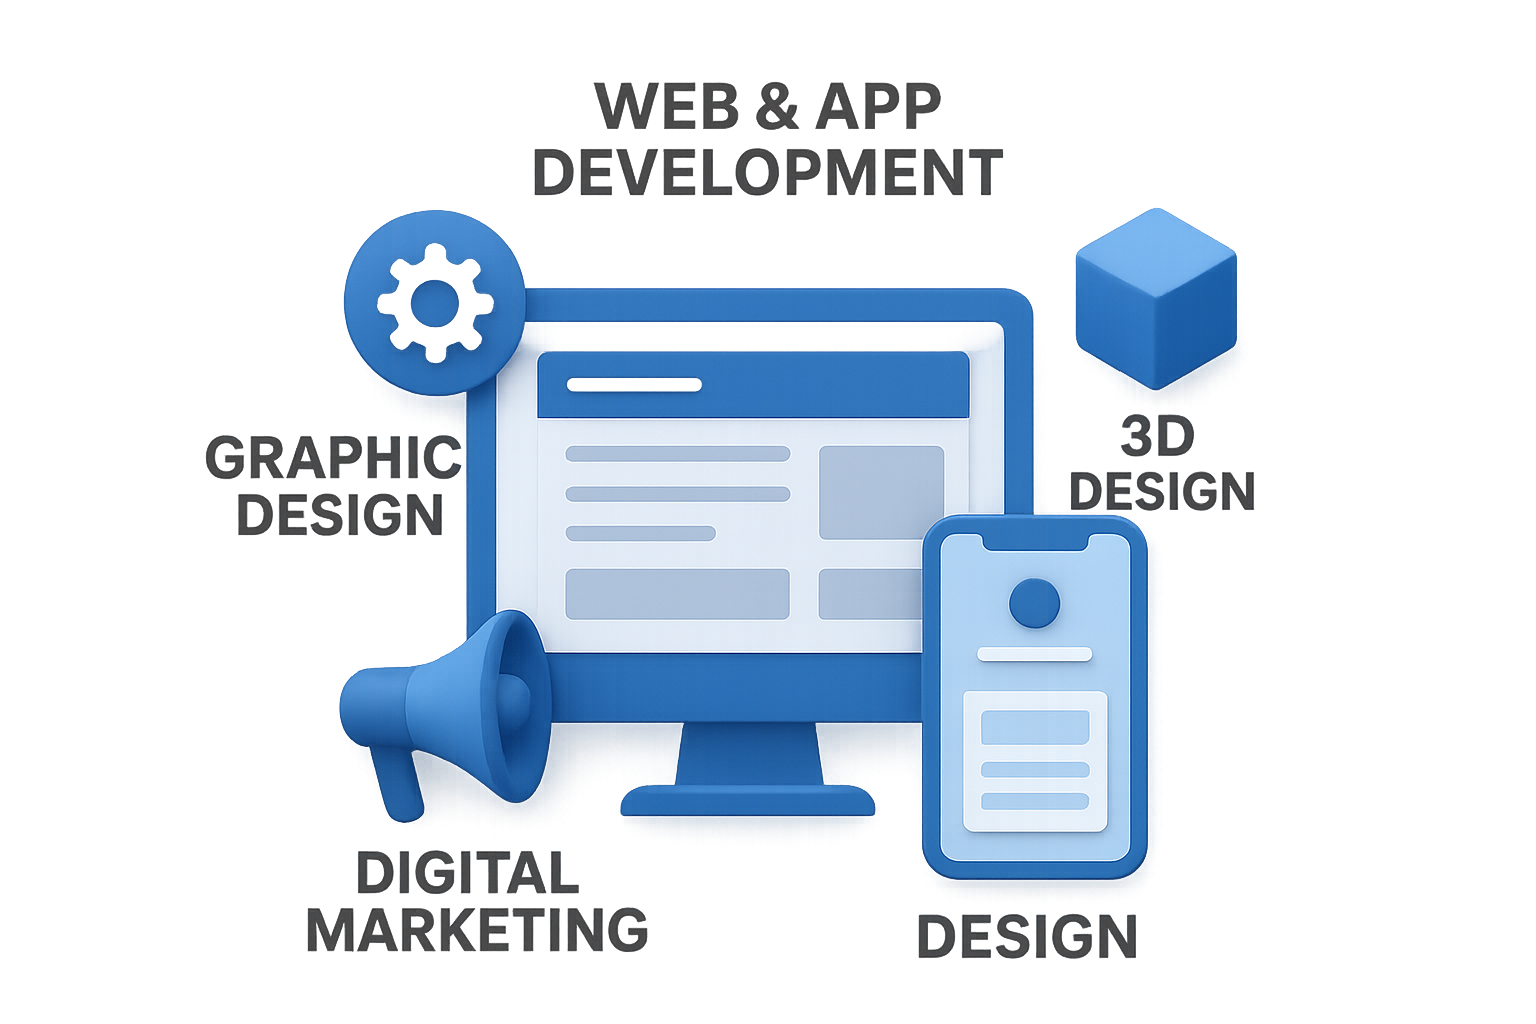 WEB & APP
DEVELOPMENT
GRAPHIC
DESIGN
3D
DESIGN
DIGITAL
MARKETING
DESIGN